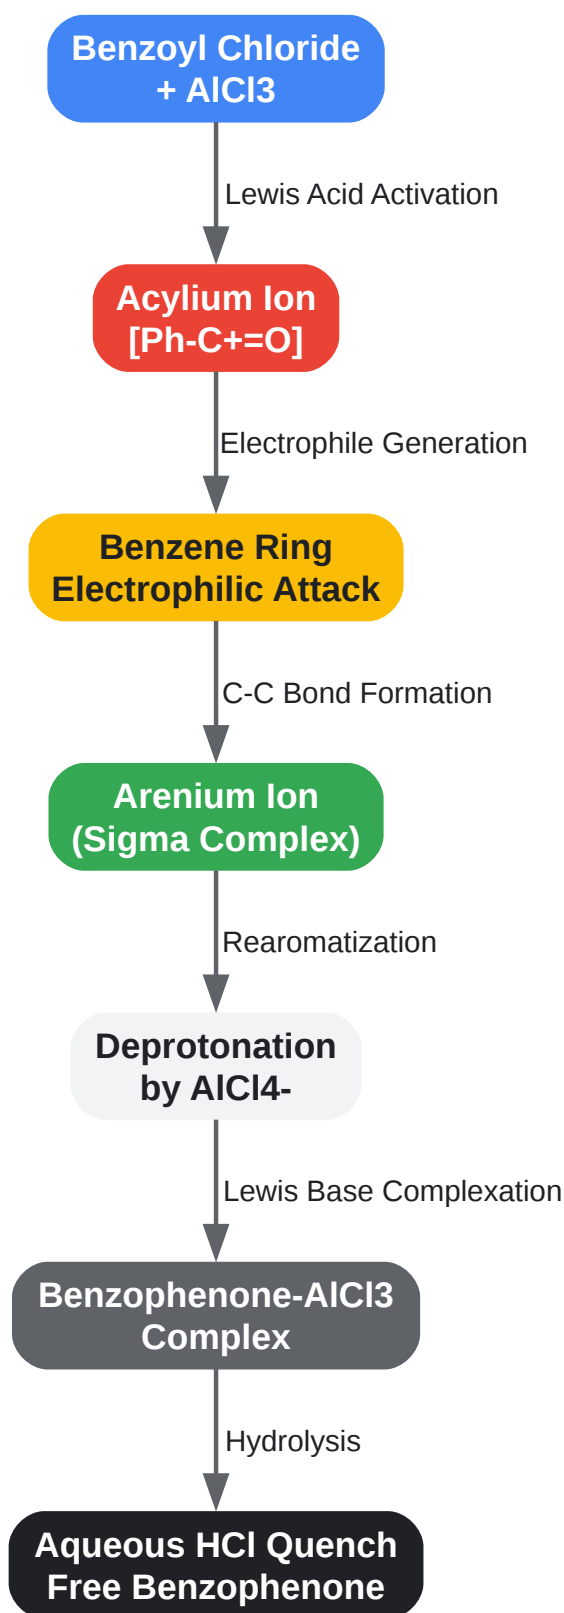 Benzoyl Chloride
+ AlCl3
Lewis Acid Activation
Acylium Ion
[Ph-C+=O]
Electrophile Generation
Benzene Ring
Electrophilic Attack
C-C Bond Formation
Arenium Ion
(Sigma Complex)
Rearomatization
Deprotonation
by AlCl4-
Lewis Base Complexation
Benzophenone-AlCl3
Complex
Hydrolysis
Aqueous HCl Quench
Free Benzophenone